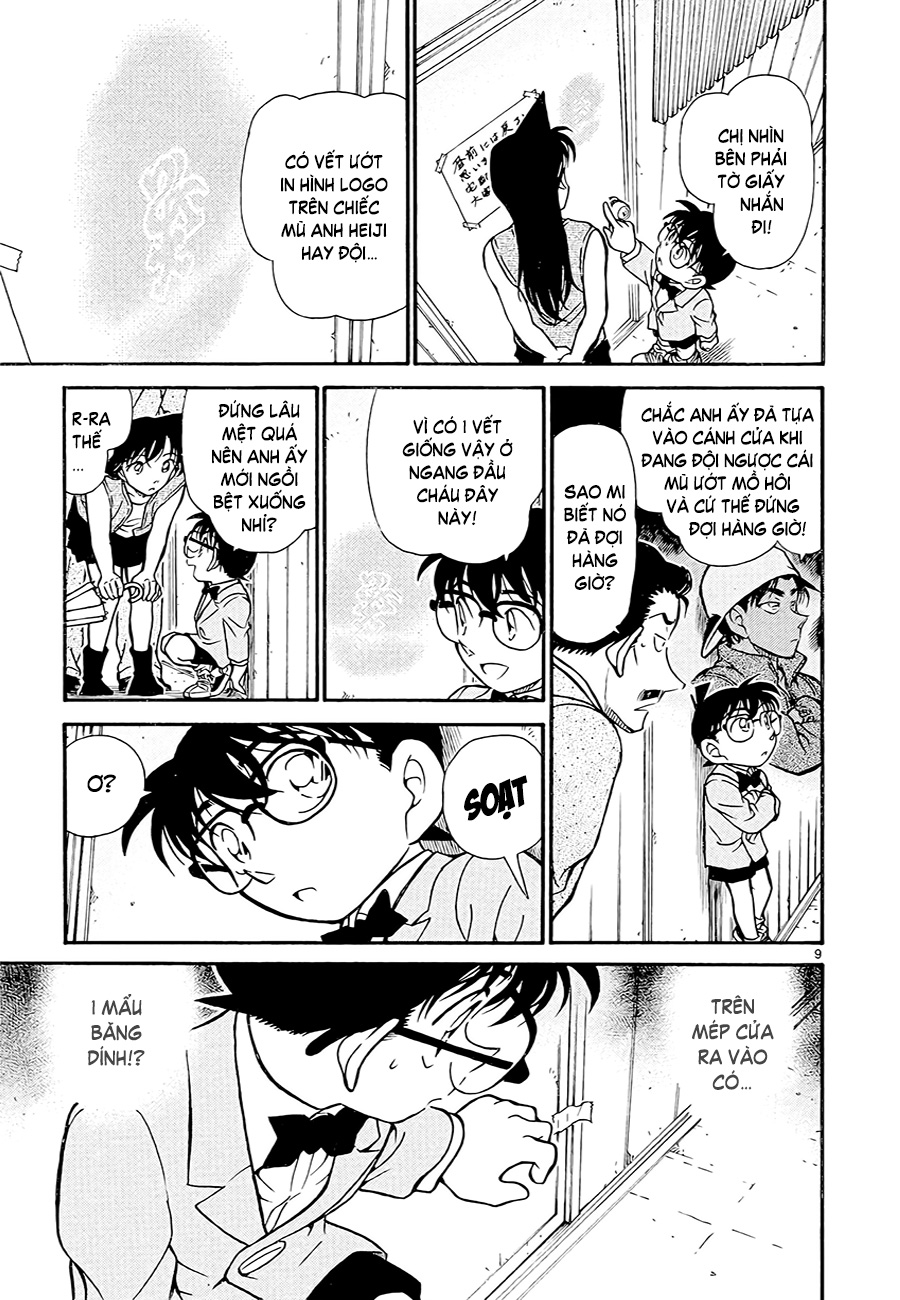 CHỊ NHÌN
BÊN PHẢI
TỜ GIẤY
NHẮN
ĐI!
CÓ VẾT ƯỚT
IN HÌNH LOGO
TRÊN CHIẾC
MŨ ANH HEIJI
HAY ĐỘI...
CHẮC ANH ẤY ĐÃ TỰA
VÀO CÁNH CỬA KHI
ĐANG ĐỘI NGƯỢC CÁI
MŨ ƯỚT MỒ HÔI
VÀ CỨ THẾ ĐỨNG
ĐỢI HÀNG GIỜ!
SAO MI
BIẾT NÓ
ĐÃ ĐỢI
HÀNG
GIỜ?
VÌ CÓ 1 VẾT
GIỐNG VẬY Ở
NGANG ĐẦU
CHÁU ĐÂY
NÀY!
ĐỨNG LÂU
MỆT QUÁ
NÊN ANH ẤY
MỚI NGỒI
BỆT XUỐNG
NHỈ?
R-RA
THẾ
...
SOẠT
Ơ?
9
TRÊN
MÉP CỬA
RA VÀO
CÓ...
1 MẨU
BĂNG
DÍNH!?